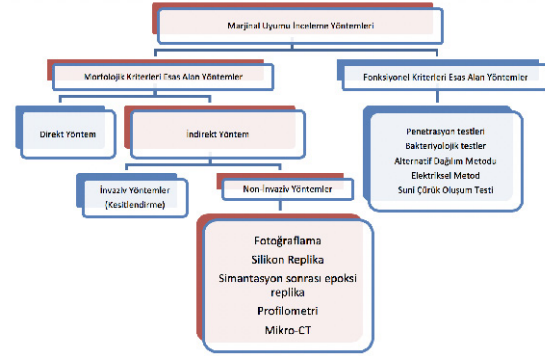 Marjinal Uyumu İnceleme Yöntemleri
Morfolojik Kriterleri Esas Alan Yöntemler
Fonksiyonel Kriterleri Esas Alan Yöntemler
Direkt Yöntem
İndirekt Yöntem
Penetrasyon testleri
Bakteriyolojik testler
Alternatif Dağılım Metodu
Elektriksel Metod
Suni Çürük Oluşum Testi
İnvaziv Yöntemler
(Kesitlendirme)
Non-İnvaziv Yöntemler
Fotoğraflama
Silikon Replika
Simantasyon sonrası epoksi
replika
Profilometri
Mikro-CT